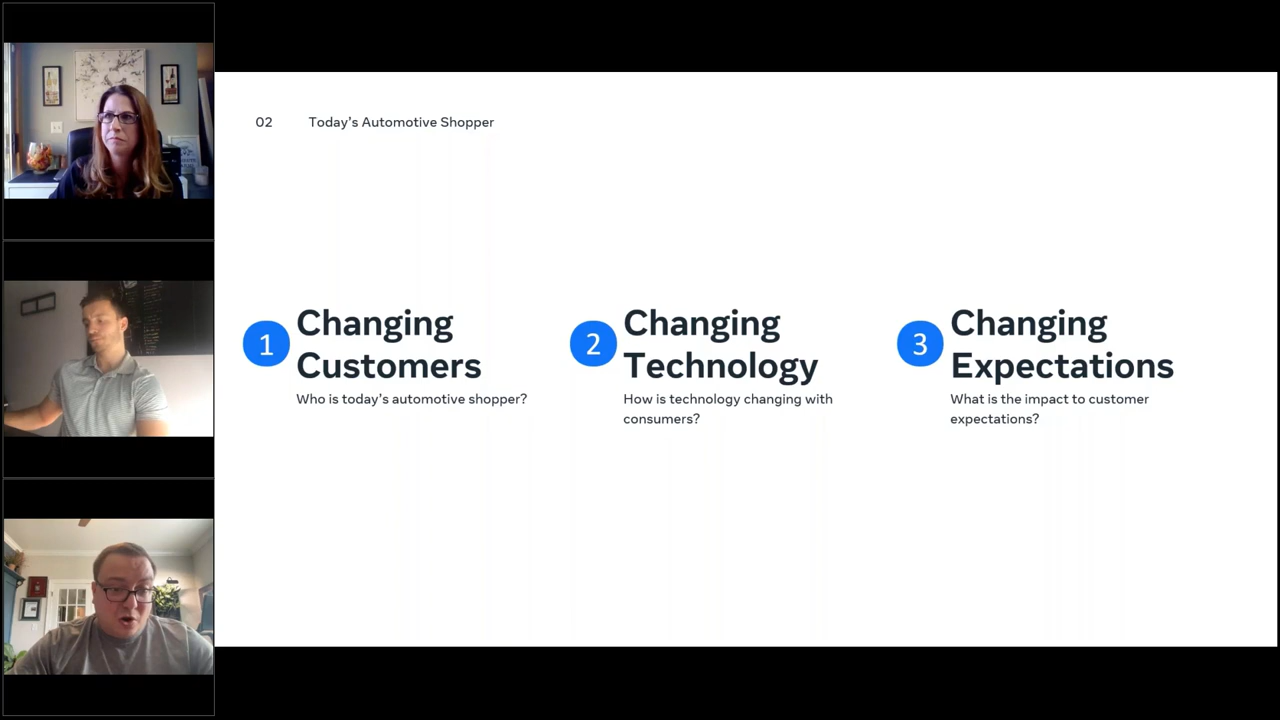 02
Today's Automotive Shopper
1
Changing
Customers
Who is today’s automotive shopper?
2
Changing
Technology
How is technology changing with
consumers?
3
Changing
Expectations
What is the impact to customer
expectations?